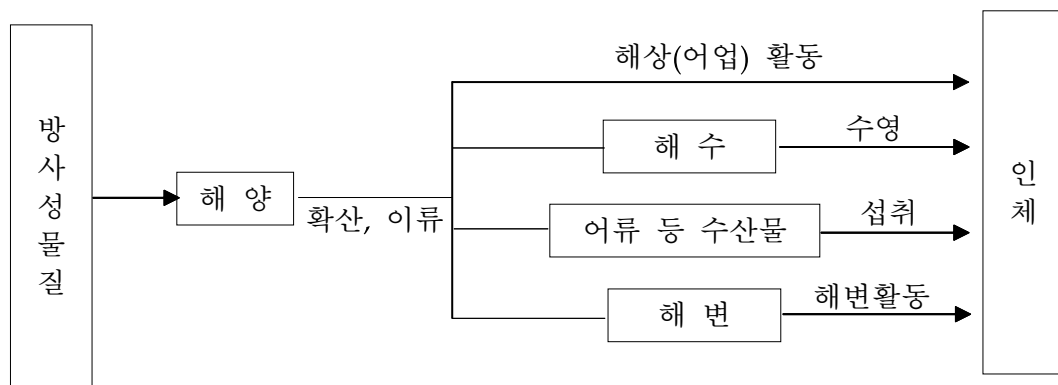 방사성물질
해 양
확산, 이류
해상(어업) 활동
해 수
수영
어류 등 수산물
섭취
해 변
해변활동
인체